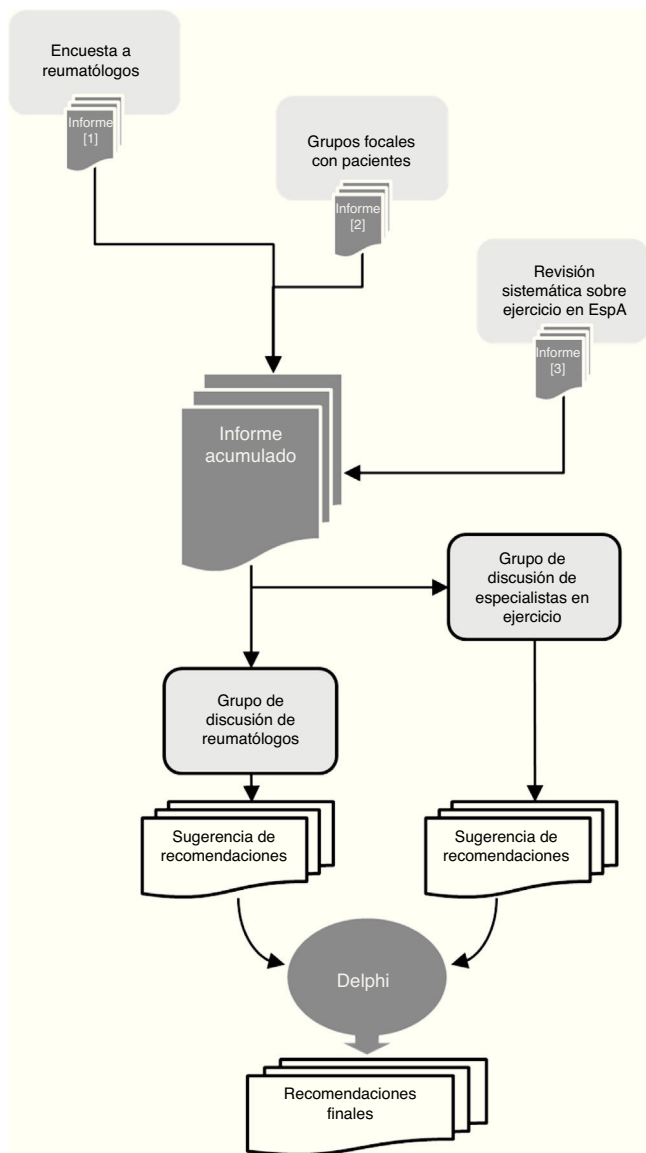 Encuesta a
reumatólogos
Informe
[1]
Grupos focales
con pacientes
Informe
[2]
Revisión
sistemática sobre
ejercicio en EspA
Informe
[3]
Informe
acumulado
Grupo de
discusión de
especialistas en
ejercicio
Grupo de
discusión de
reumatólogos
Sugerencia de
recomendaciones
Sugerencia de
recomendaciones
Delphi
Recomendaciones
finales